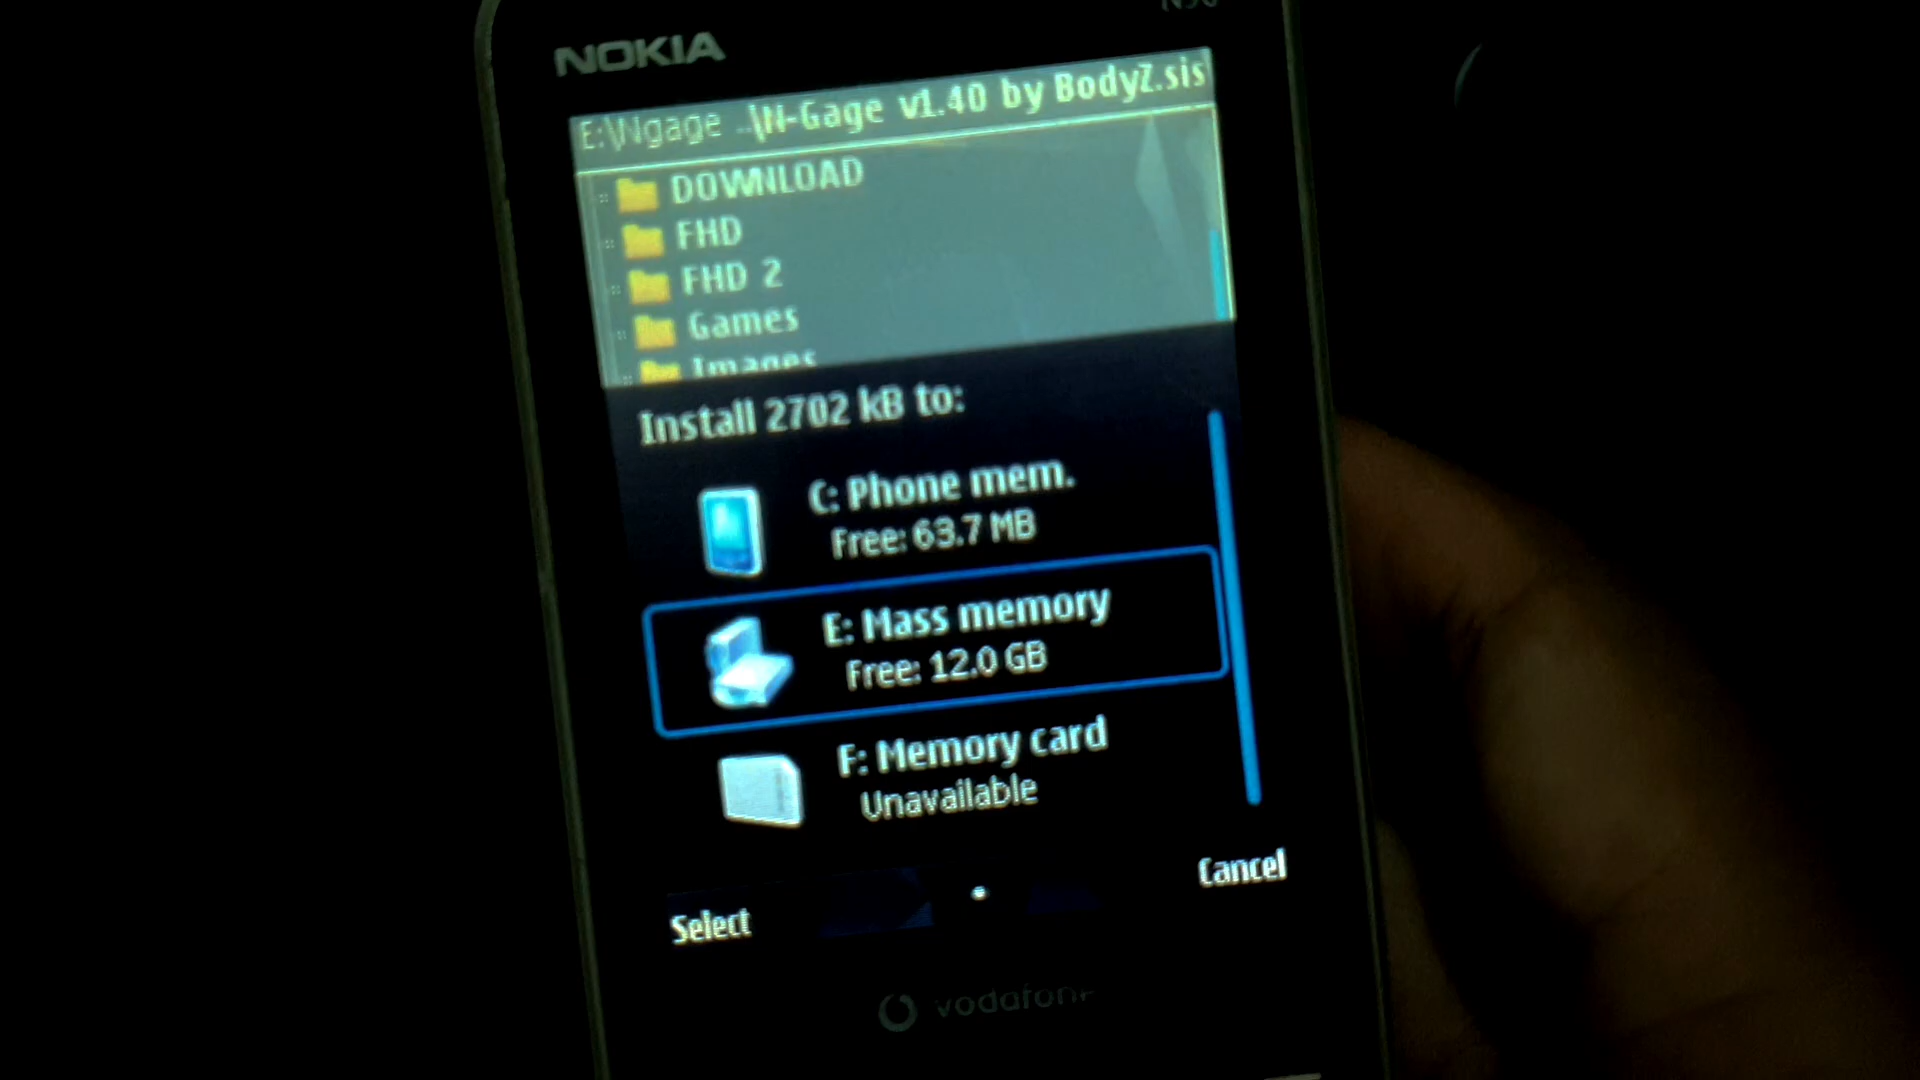 NOKIA
E:\Ngage ..\N-Gage v1.40 by BodyZ.sis
DOWNLOAD
FHD
FHD 2
Games
Images
Install 2702 kB to:
C: Phone mem.
Free: 63.7 MB
E: Mass memory
Free: 12.0 GB
F: Memory card
Unavailable
Cancel
Select
vodafone